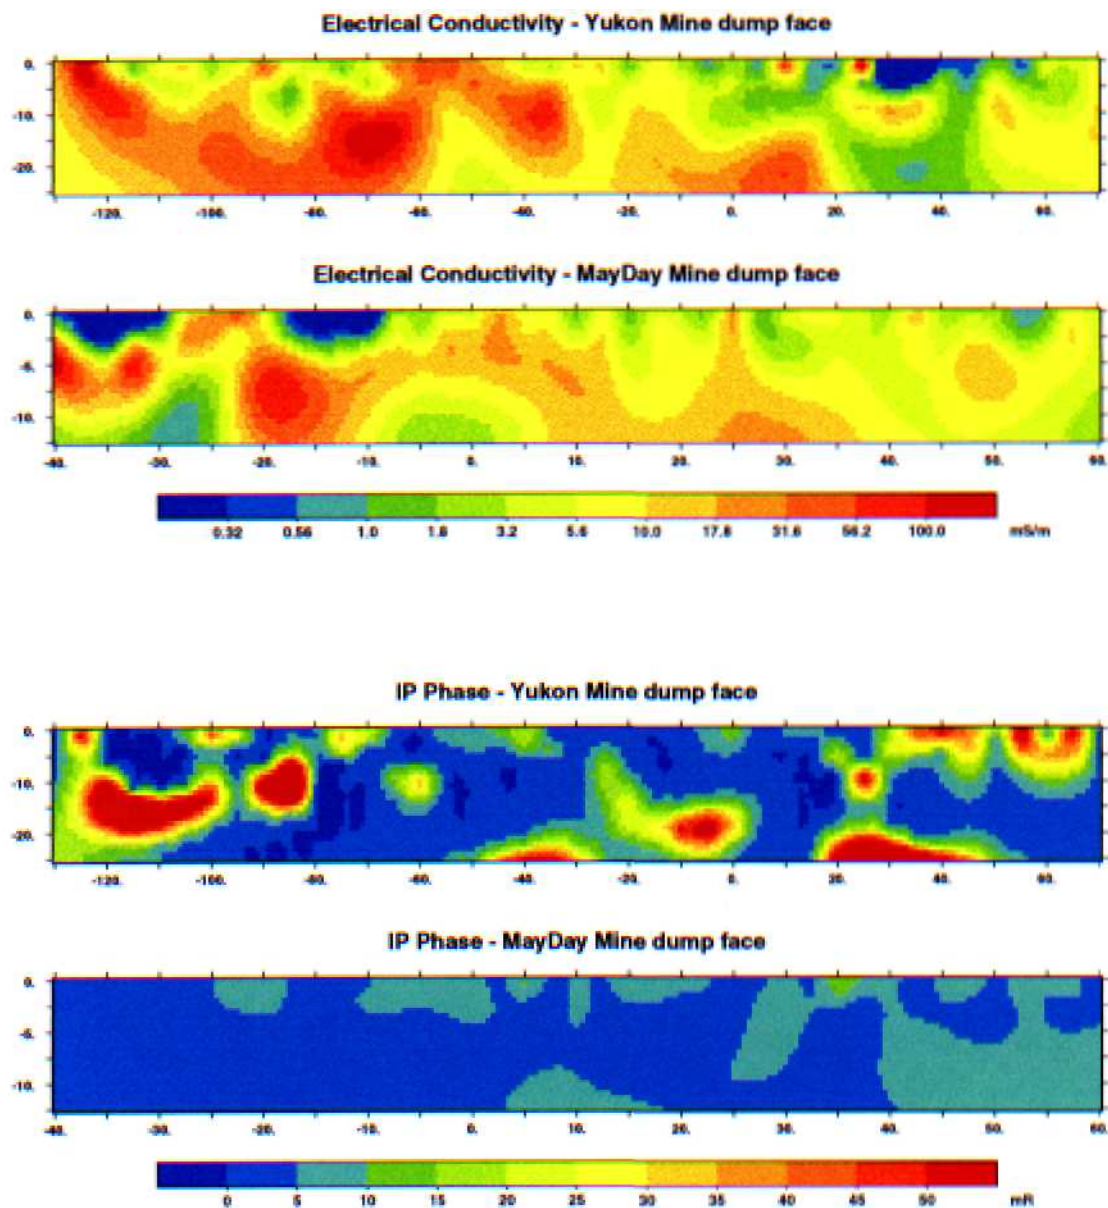 Electrical Conductivity - Yukon Mine dump face
0.
-10.
-20.
-120. -100. -80. -60. -40. -20. 0. 20. 40. 60.
Electrical Conductivity - MayDay Mine dump face
0.
-5.
-10.
-40. -30. -20. -10. 0. 10. 20. 30. 40. 50. 60.
0.32 0.56 1.0 1.8 3.2 5.6 10.0 17.8 31.6 56.2 100.0 mS/m
IP Phase - Yukon Mine dump face
0.
-10.
-20.
-120. -100. -80. -60. -40. -20. 0. 20. 40. 60.
IP Phase - MayDay Mine dump face
0.
-5.
-10.
-40. -30. -20. -10. 0. 10. 20. 30. 40. 50. 60.
0 5 10 15 20 25 30 35 40 45 50 mR